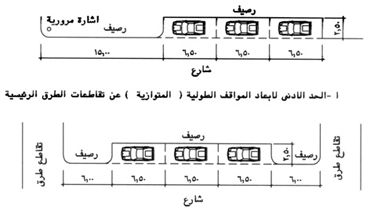 رصيف
اشارة مرورية
رصيف
٢,٥٠
١٥,٠٠
٦,٥٠
٦,٥٠
٦,٥٠
شارع
أ -الحد الادنى لابعاد المواقف الطولية ( المتوازية ) عن تقاطعات الطرق الرئيسية
رصيف
تقاطع طرق
رصيف
رصيف
تقاطع طرق
٢,٥٠
٦,٠٠
٦,٥٠
٦,٥٠
٦,٥٠
٦,٠٠
شارع